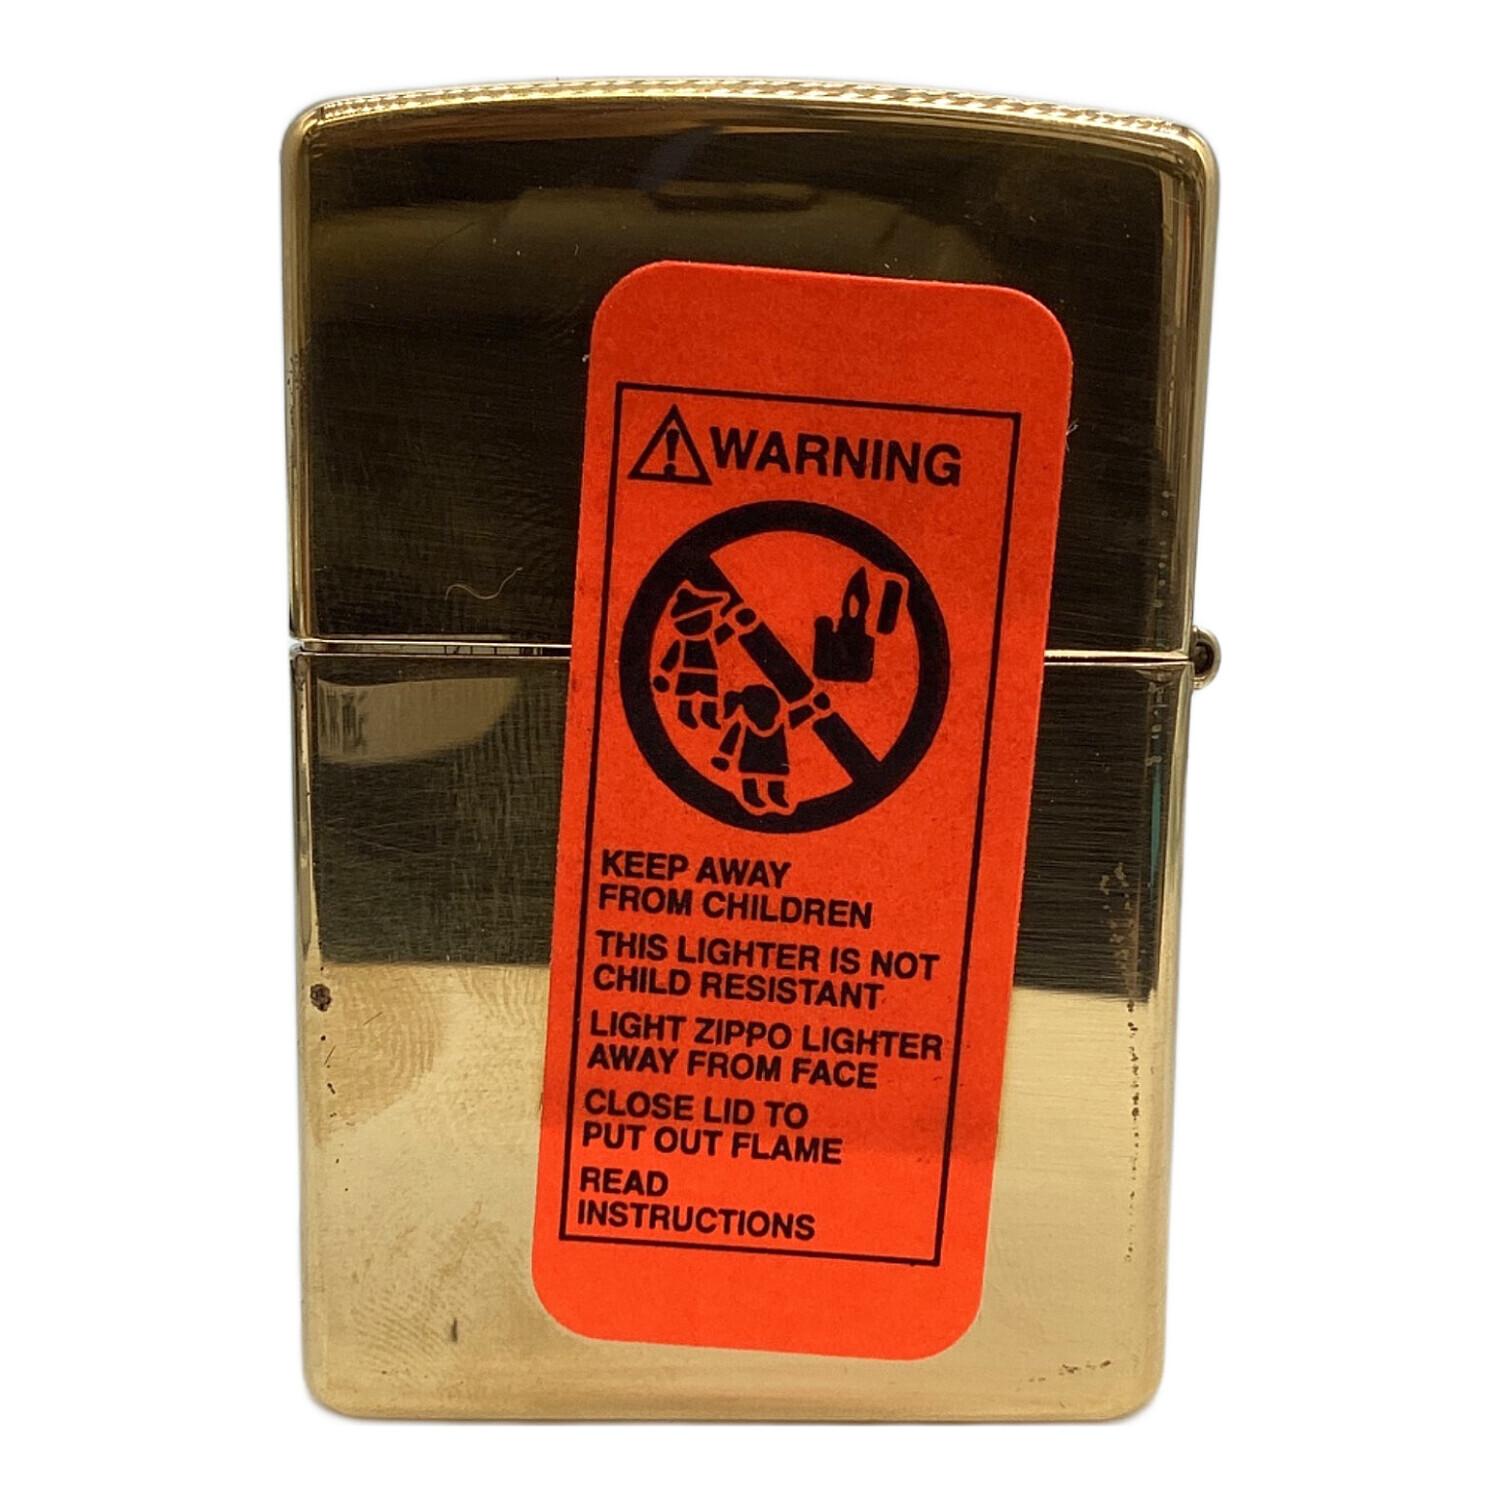 WARNING
KEEP AWAY
FROM CHILDREN
THIS LIGHTER IS NOT
CHILD RESISTANT
LIGHT ZIPPO LIGHTER
AWAY FROM FACE
CLOSE LID TO
PUT OUT FLAME
READ
INSTRUCTIONS